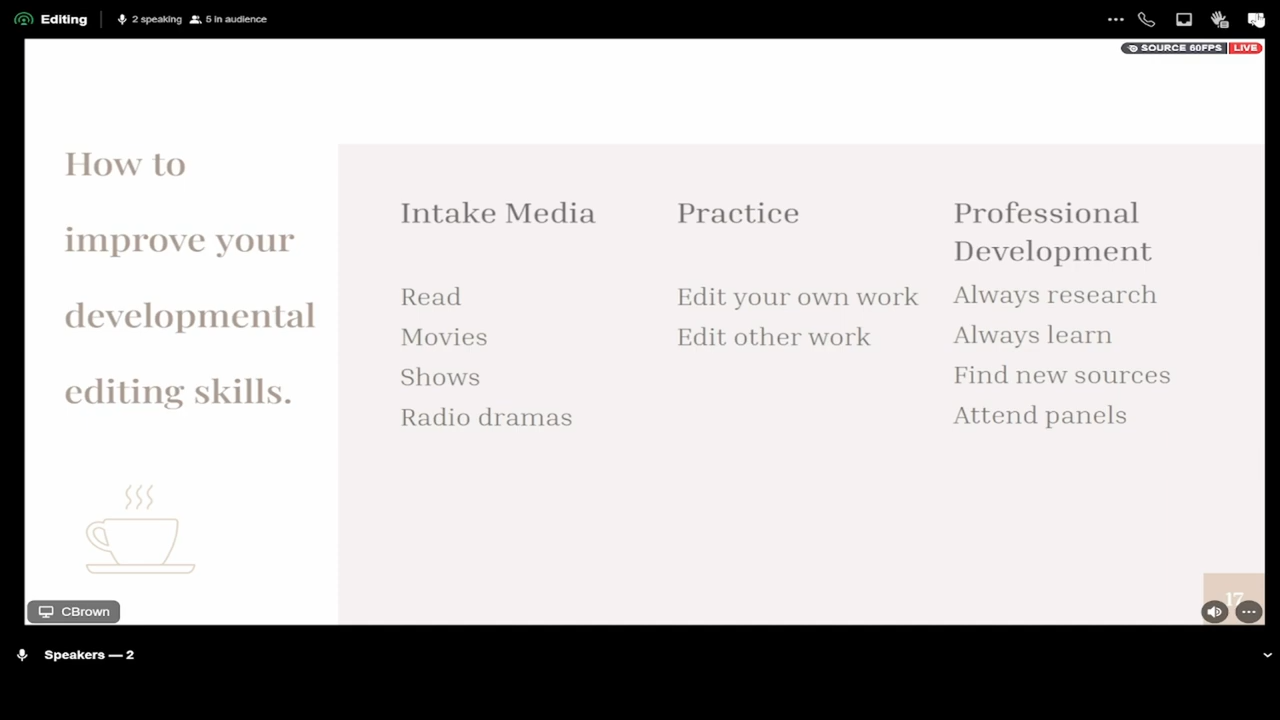 Editing
2 speaking
5 in audience
SOURCE 60FPS
LIVE
How to
improve your
developmental
editing skills.
Intake Media
Read
Movies
Shows
Radio dramas
Practice
Edit your own work
Edit other work
Professional
Development
Always research
Always learn
Find new sources
Attend panels
17
CBrown
Speakers — 2